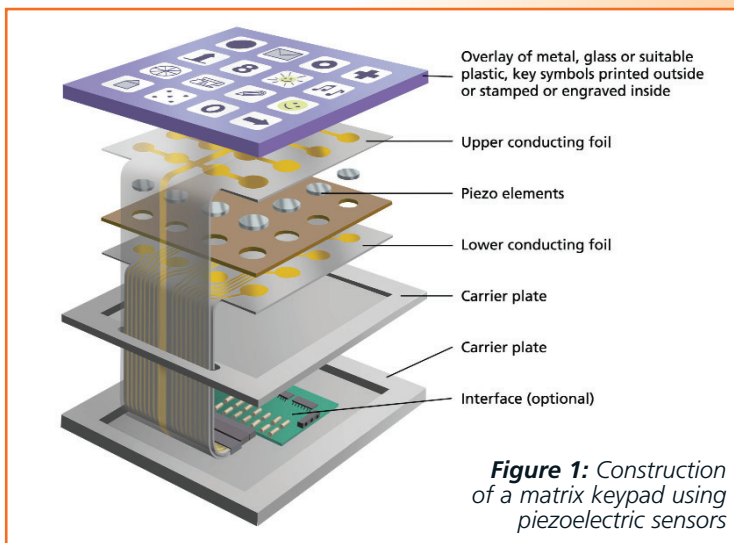 Overlay of metal, glass or suitable
plastic, key symbols printed outside
or stamped or engraved inside
Upper conducting foil
Piezo elements
Lower conducting foil
Carrier plate
Carrier plate
Interface (optional)
8
Figure 1: Construction
of a matrix keypad using
piezoelectric sensors